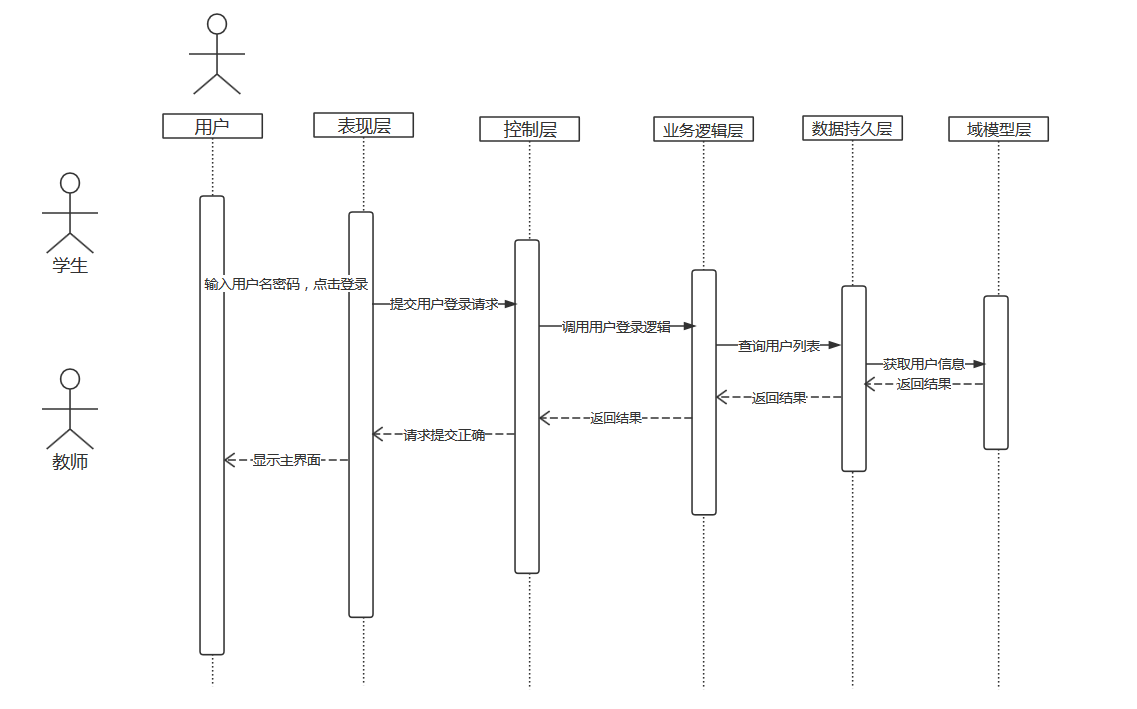 用户
表现层
控制层
业务逻辑层
数据持久层
域模型层
学生
输入用户名密码，点击登录
提交用户登录请求
调用用户登录逻辑
查询用户列表
获取用户信息
返回结果
返回结果
返回结果
请求提交正确
显示主界面
教师